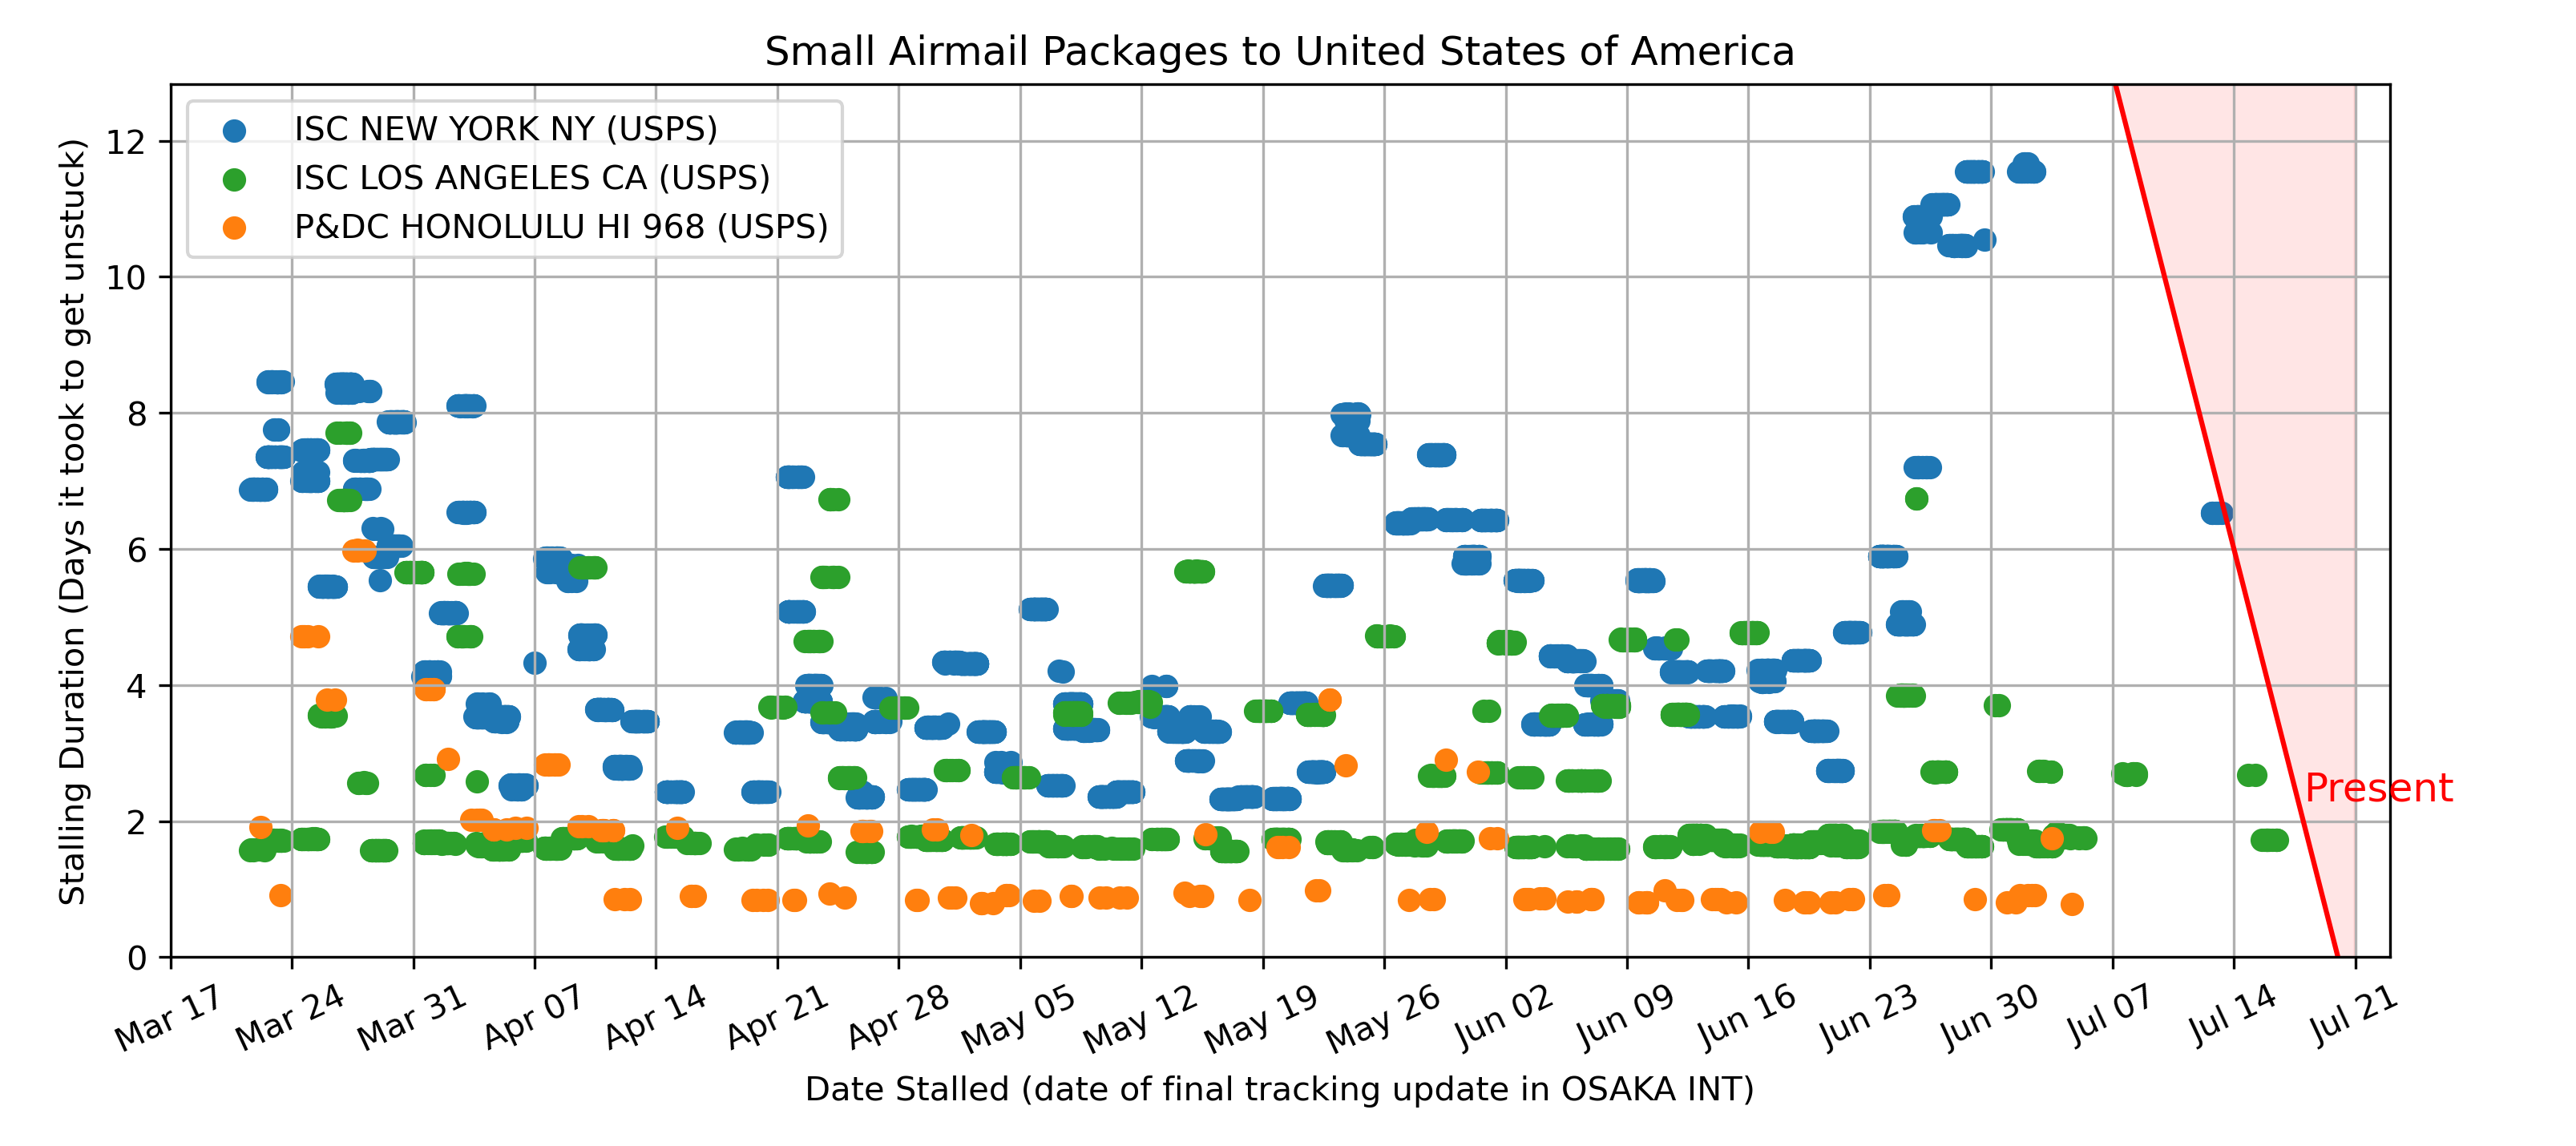 Small Airmail Packages to United States of America
ISC NEW YORK NY (USPS)
ISC LOS ANGELES CA (USPS)
P&DC HONOLULU HI 968 (USPS)
Stalling Duration (Days it took to get unstuck)
12
10
8
6
4
2
0
Present
Mar 17 Mar 24 Mar 31 Apr 07 Apr 14 Apr 21 Apr 28 May 05 May 12 May 19 May 26 Jun 02 Jun 09 Jun 16 Jun 23 Jun 30 Jul 07 Jul 14 Jul 21
Date Stalled (date of final tracking update in OSAKA INT)